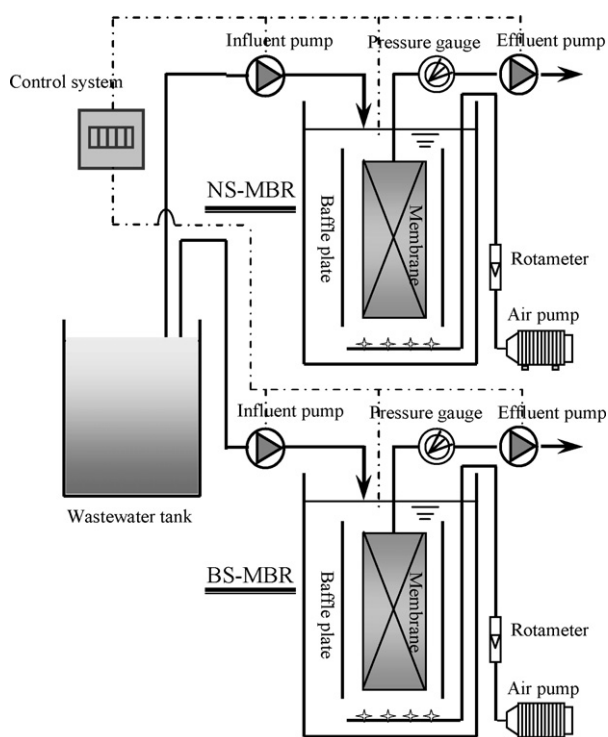 Influent pump
Pressure gauge
Effluent pump
Control system
NS-MBR
Baffle plate
Membrane
Rotameter
Air pump
Influent pump
Pressure gauge
Effluent pump
Wastewater tank
BS-MBR
Baffle plate
Membrane
Rotameter
Air pump